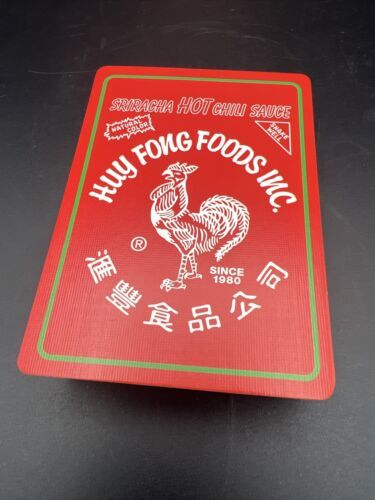 SRIRACHA HOT CHILI SAUCE
NATURAL COLOR
SHAKE WELL
HUY FONG FOODS INC.
®
SINCE
1980
滙豐食品公司